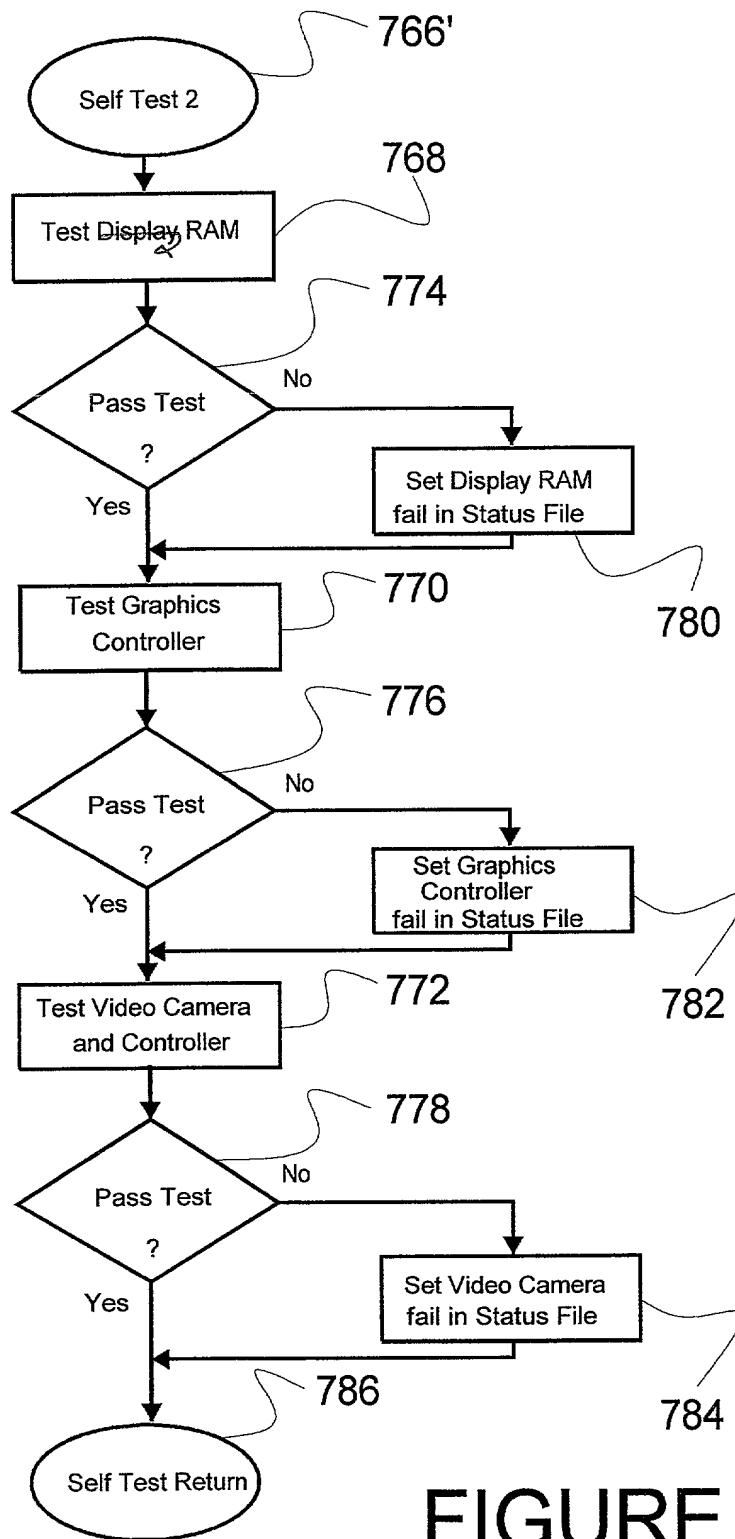 766'
Self Test 2
768
Test Display RAM
774
Pass Test
?
No
Yes
Set Display RAM
fail in Status File
780
770
Test Graphics
Controller
776
Pass Test
?
No
Yes
Set Graphics
Controller
fail in Status File
782
772
Test Video Camera
and Controller
778
Pass Test
?
No
Yes
Set Video Camera
fail in Status File
784
786
Self Test Return
FIGURE